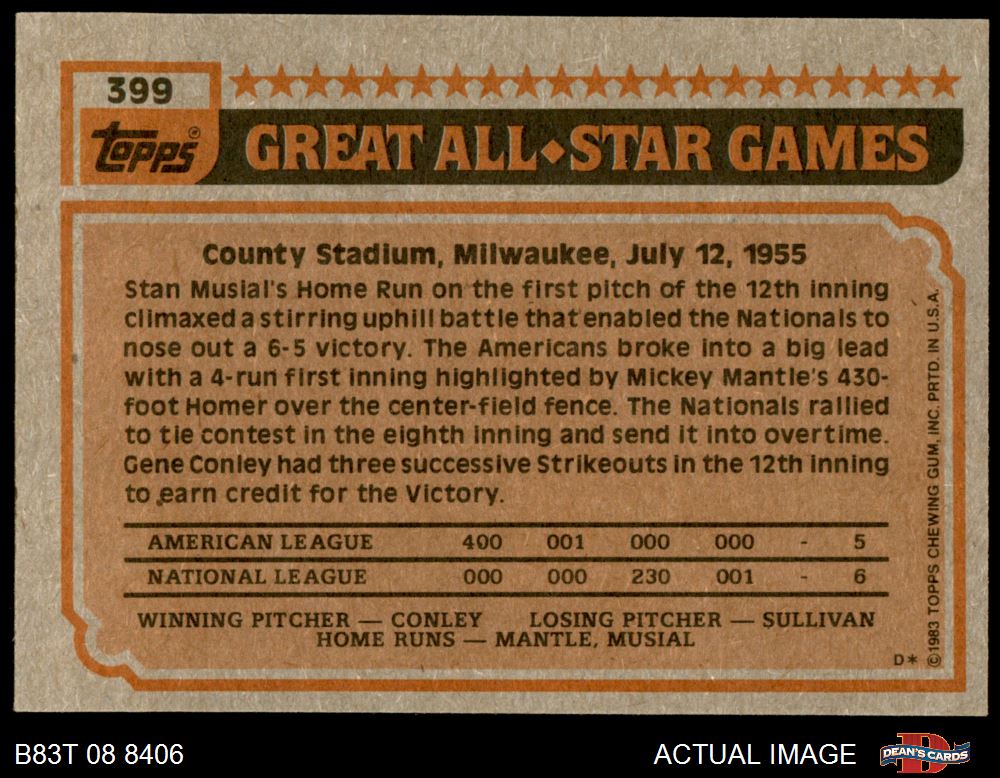 399
topps
GREAT ALL◆STAR GAMES
County Stadium, Milwaukee, July 12, 1955
Stan Musial's Home Run on the first pitch of the 12th inning
climaxed a stirring uphill battle that enabled the Nationals to
nose out a 6-5 victory. The Americans broke into a big lead
with a 4-run first inning highlighted by Mickey Mantle's 430-
foot Homer over the center-field fence. The Nationals rallied
to tie contest in the eighth inning and send it into overtime.
Gene Conley had three successive Strikeouts in the 12th inning
to earn credit for the Victory.
AMERICAN LEAGUE 400 001 000 000 - 5
NATIONAL LEAGUE 000 000 230 001 - 6
WINNING PITCHER — CONLEY LOSING PITCHER — SULLIVAN
HOME RUNS — MANTLE, MUSIAL
D*
©1983 TOPPS CHEWING GUM, INC. PRTD. IN U.S.A.
B83T 08 8406
ACTUAL IMAGE
DEAN'S CARDS